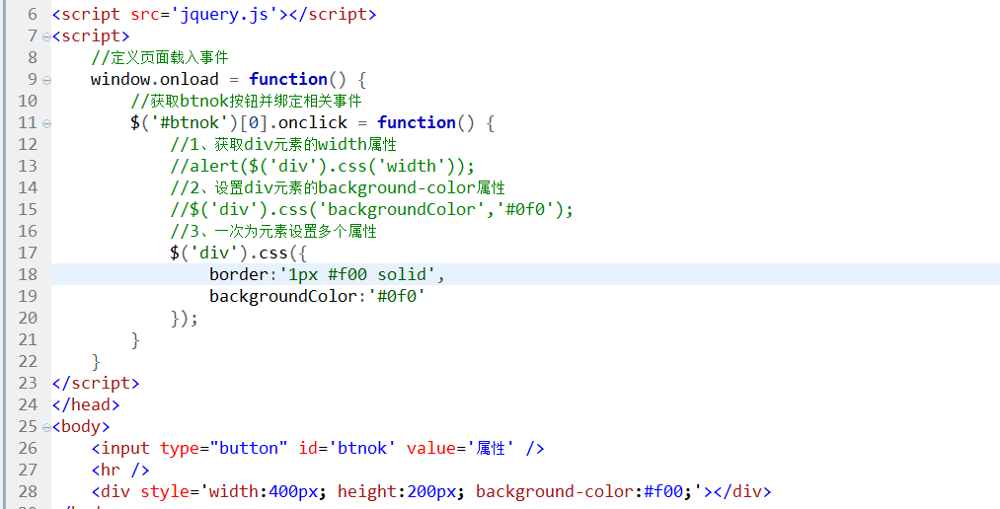 6 <script src='jquery.js'></script>
7 <script>
8 //定义页面载入事件
9 window.onload = function() {
10 //获取btnok按钮并绑定相关事件
11 $('#btnok')[0].onclick = function() {
12 //1、获取div元素的width属性
13 //alert($('div').css('width'));
14 //2、设置div元素的background-color属性
15 //$('div').css('backgroundColor','#0f0');
16 //3、一次为元素设置多个属性
17 $('div').css({
18 border:'1px #f00 solid',
19 backgroundColor:'#0f0'
20 });
21 }
22 }
23 </script>
24 </head>
25 <body>
26 <input type="button" id='btnok' value='属性' />
27 <hr />
28 <div style='width:400px; height:200px; background-color:#f00;'></div>